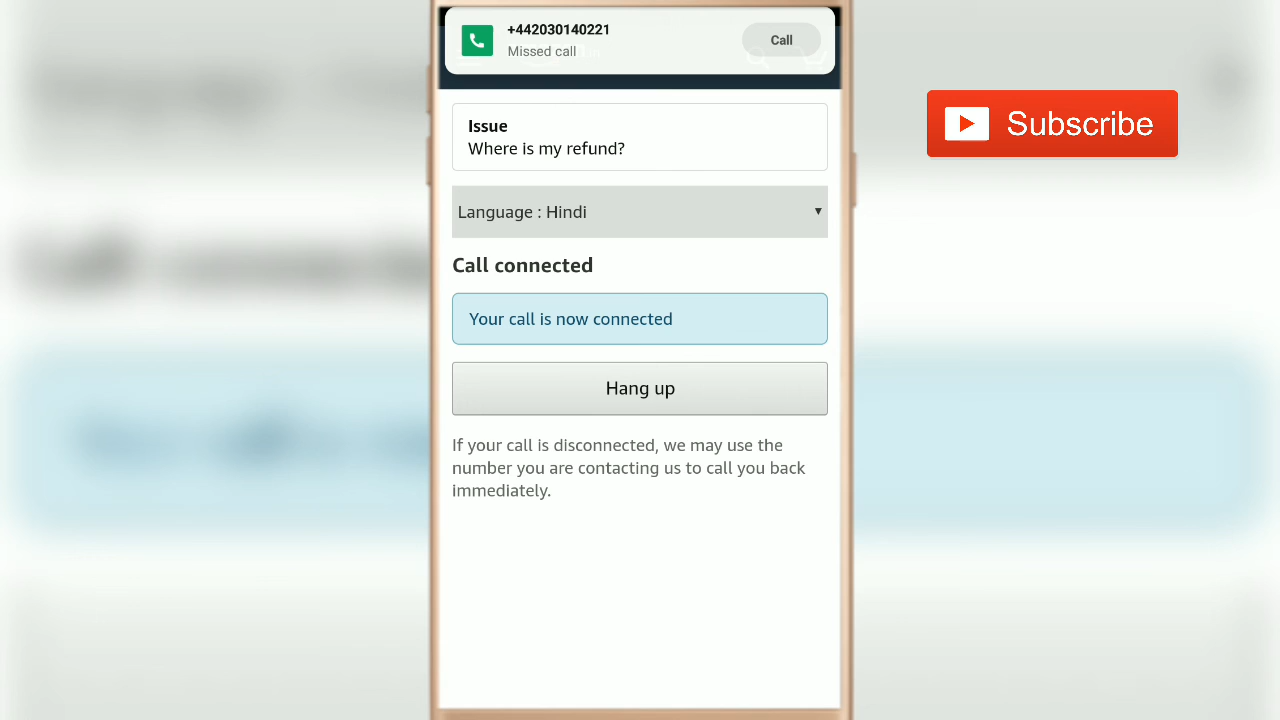 +442030140221
Missed call
Call
Issue
Where is my refund?
Language : Hindi
Call connected
Your call is now connected
Hang up
If your call is disconnected, we may use the
number you are contacting us to call you back
immediately.
Subscribe